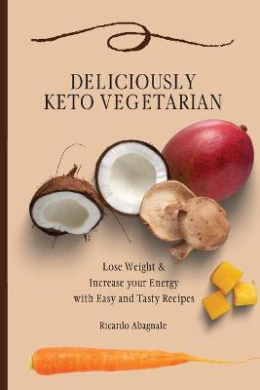 DELICIOUSLY
KETO VEGETARIAN
Lose Weight &
Increase your Energy
with Easy and Tasty Recipes
Ricardo Abagnale